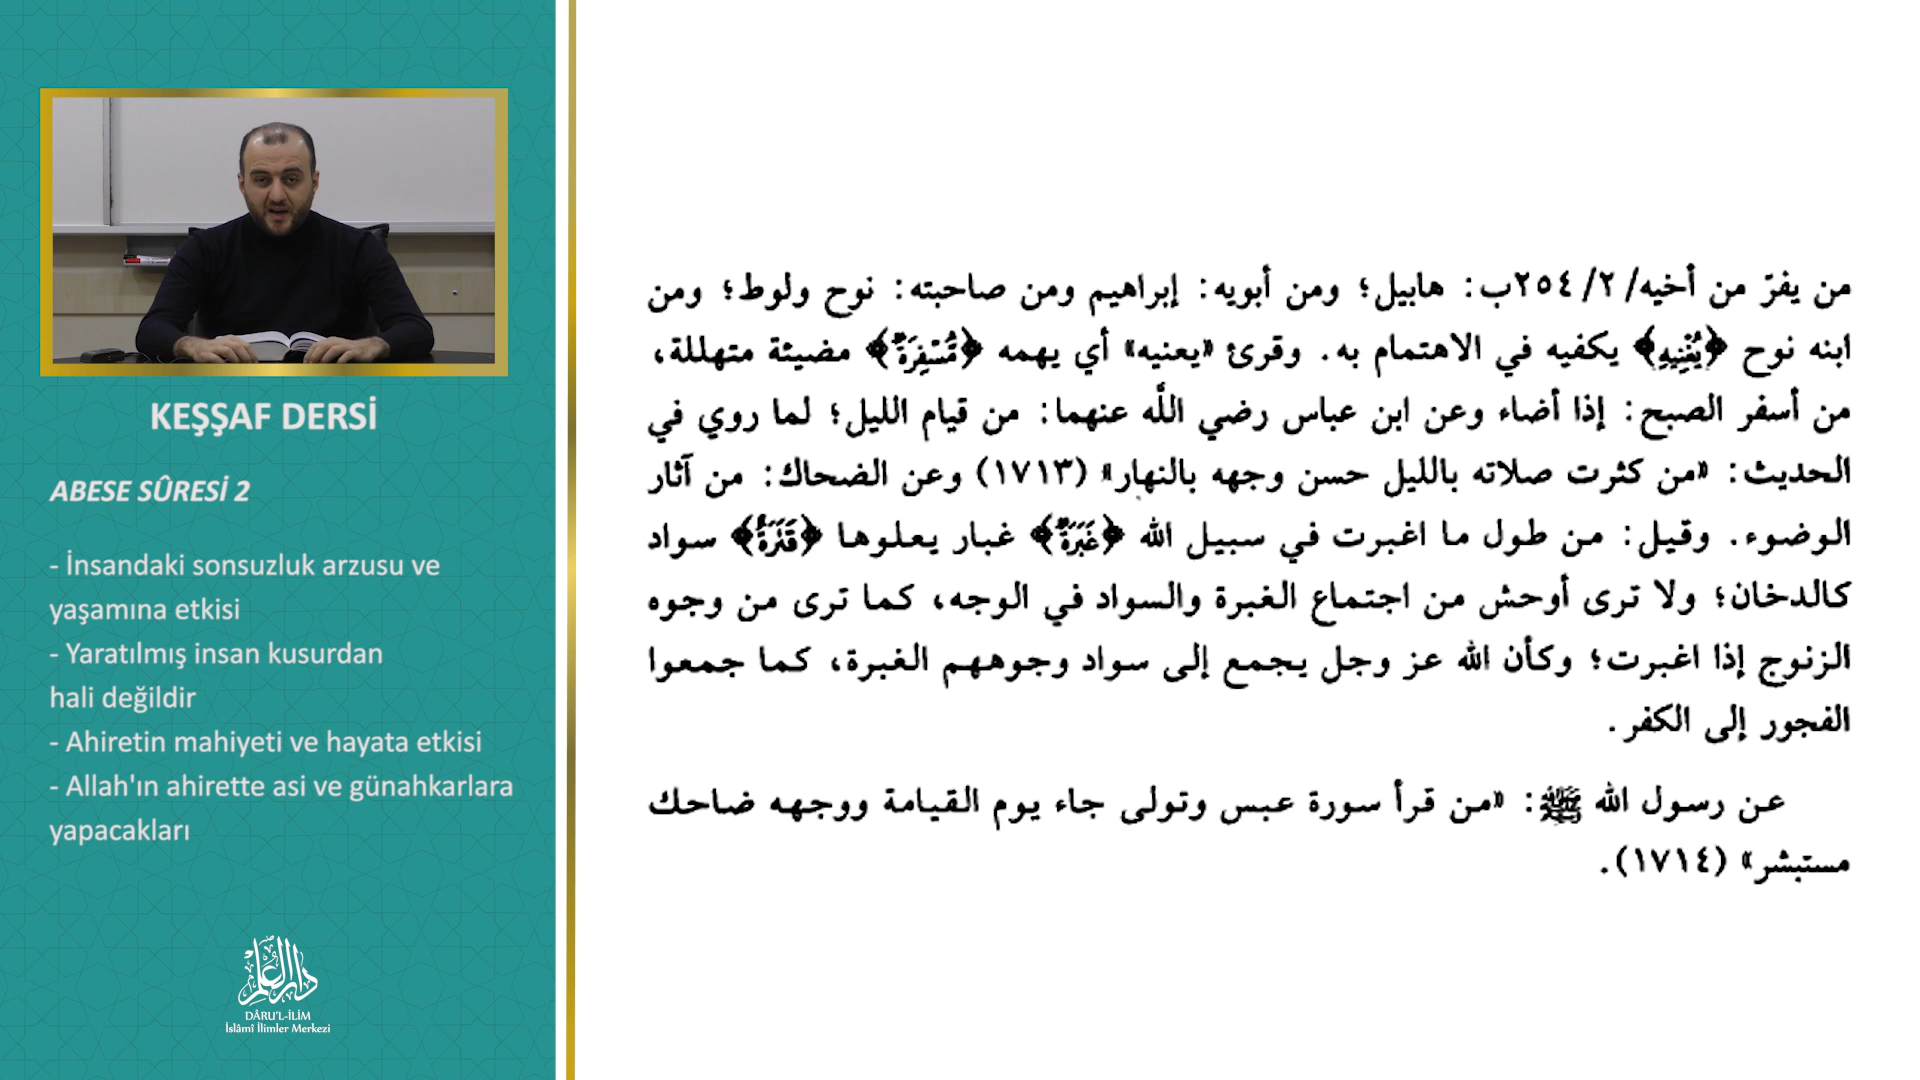 KEŞŞAF DERSİ
ABESE SÛRESİ 2
- İnsandaki sonsuzluk arzusu ve
yaşamına etkisi
- Yaratılmış insan kusurdan
hali değildir
- Ahiretin mahiyeti ve hayata etkisi
- Allah'ın ahirette asi ve günahkarlara
yapacakları
دار العلم
DÂRU'L-İLİM
İslâmî İlimler Merkezi
من يفرّ من أخيه/ ٢/ ٢٥٤ب: هابيل؛ ومن أبويه: إبراهيم ومن صاحبته: نوح ولوط؛ ومن
ابنه نوح ﴿يُغْنِيهِ﴾ يكفيه في الاهتمام به. وقرئ «يعنيه» أي يهمه ﴿مُّسْفِرَةٌ﴾ مضيئة متهللة،
من أسفر الصبح: إذا أضاء وعن ابن عباس رضي اللَّه عنهما: من قيام الليل؛ لما روي في
الحديث: «من كثرت صلاته بالليل حسن وجهه بالنهار» (١٧١٣) وعن الضحاك: من آثار
الوضوء. وقيل: من طول ما اغبرت في سبيل الله ﴿غَبَرَةٌ﴾ غبار يعلوها ﴿قَتَرَةٌ﴾ سواد
كالدخان؛ ولا ترى أوحش من اجتماع الغبرة والسواد في الوجه، كما ترى من وجوه
الزنوج إذا اغبرت؛ وكأن الله عز وجل يجمع إلى سواد وجوههم الغبرة، كما جمعوا
الفجور إلى الكفر.
عن رسول الله ﷺ: «من قرأ سورة عبس وتولى جاء يوم القيامة ووجهه ضاحك
مستبشر» (١٧١٤).